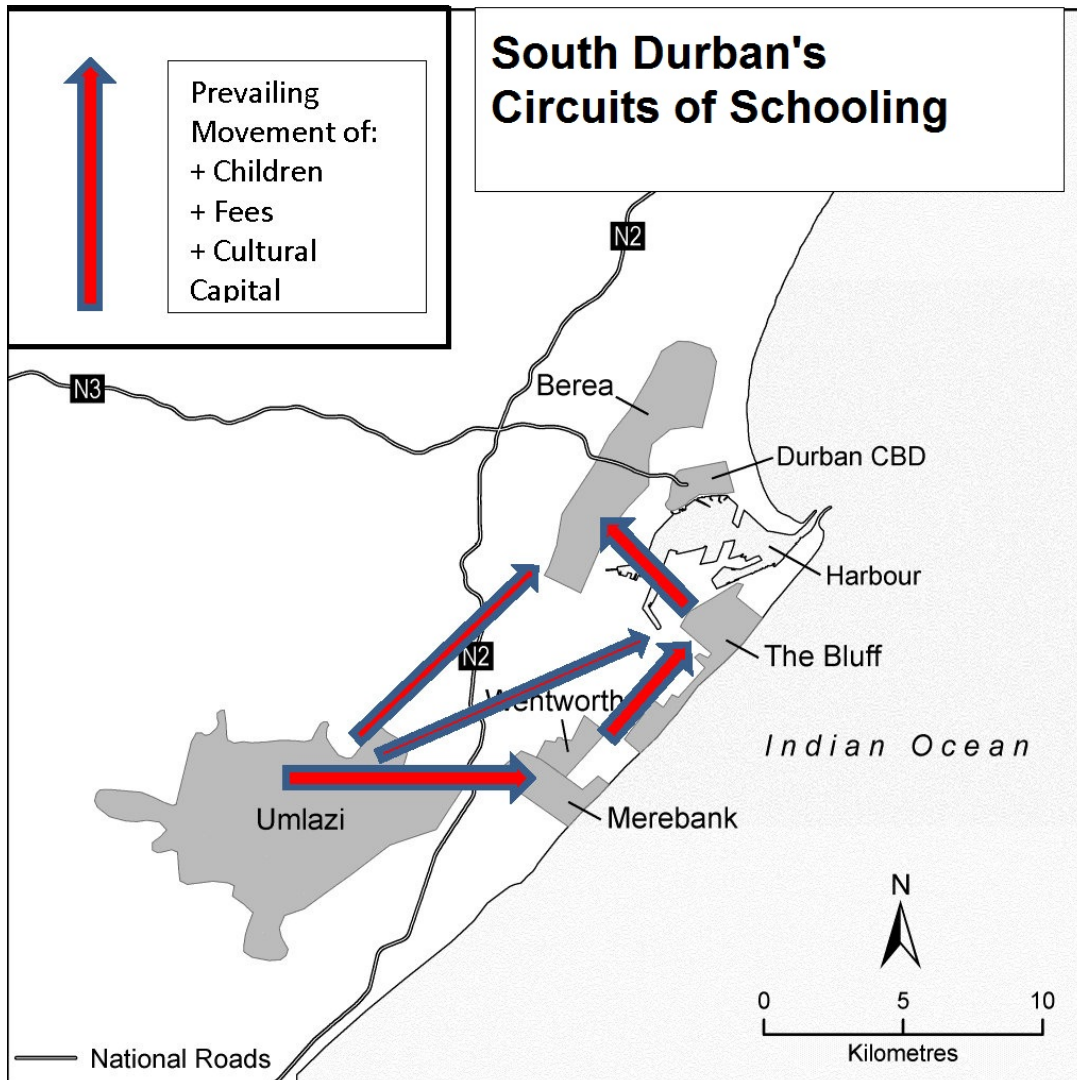 South Durban's
Circuits of Schooling
Prevailing
Movement of:
+ Children
+ Fees
+ Cultural
Capital
N2
N3
Berea
Durban CBD
Harbour
The Bluff
N2
Wentworth
Indian Ocean
Umlazi
Merebank
N
0 5 10
Kilometres
National Roads